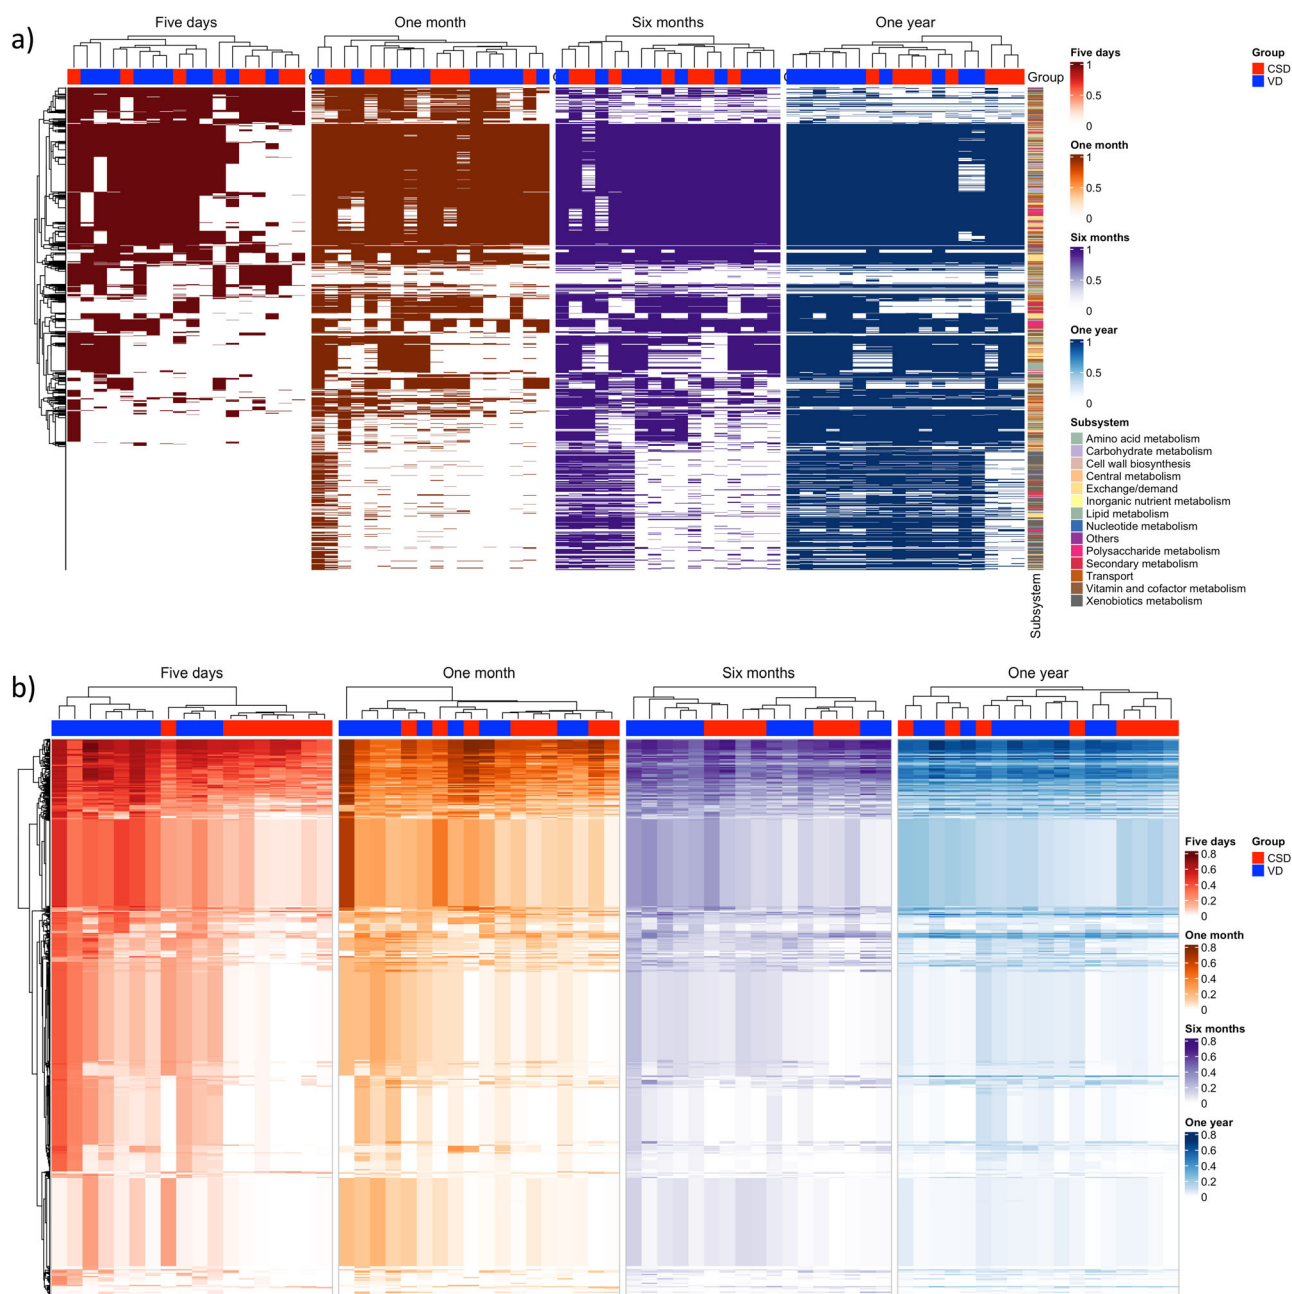 a)
Five days
One month
Six months
One year
Group
Five days
1
0.5
0
One month
1
0.5
0
Six months
1
0.5
0
One year
1
0.5
0
Group
CSD
VD
Subsystem
Amino acid metabolism
Carbohydrate metabolism
Cell wall biosynthesis
Central metabolism
Exchange/demand
Inorganic nutrient metabolism
Lipid metabolism
Nucleotide metabolism
Others
Polysaccharide metabolism
Secondary metabolism
Transport
Vitamin and cofactor metabolism
Xenobiotics metabolism
Subsystem
b)
Five days
One month
Six months
One year
Five days
0.8
0.6
0.4
0.2
0
One month
0.8
0.6
0.4
0.2
0
Six months
0.8
0.6
0.4
0.2
0
One year
0.8
0.6
0.4
0.2
0
Group
CSD
VD